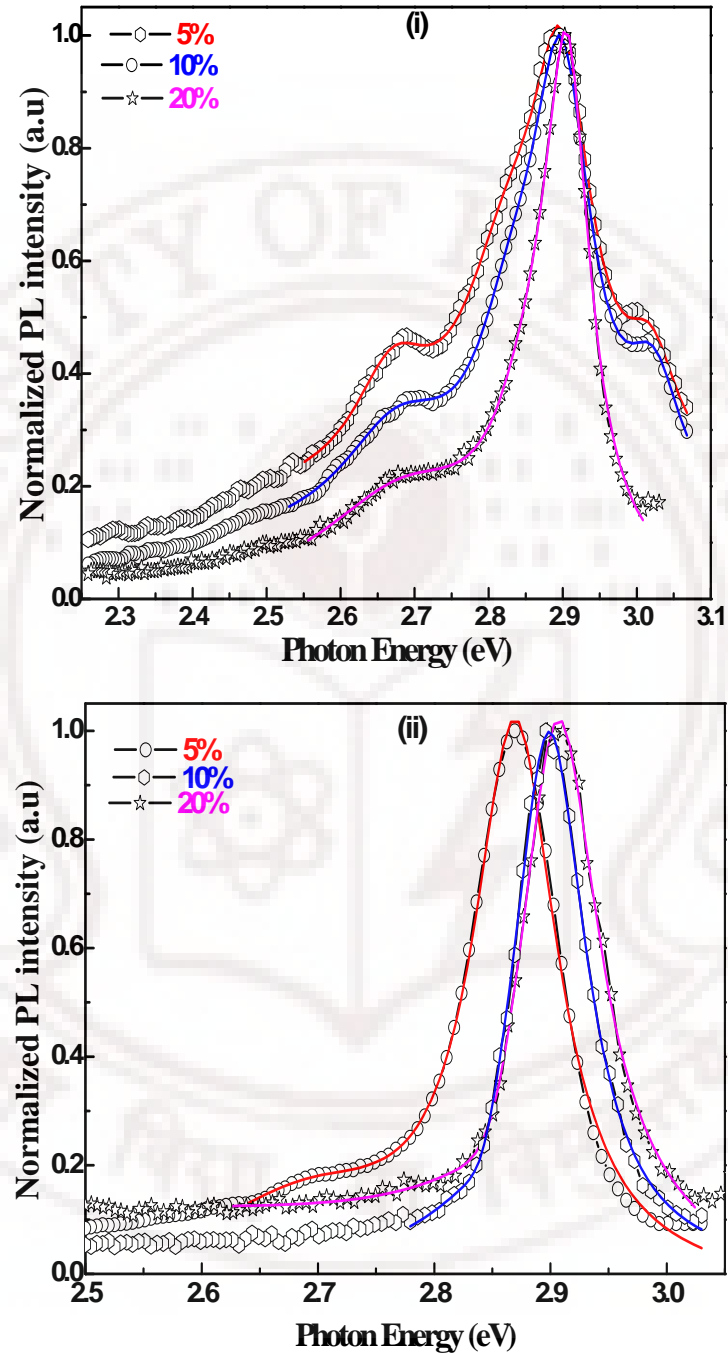 (i)
5%
10%
20%
Normalized PL intensity (a.u)
1.0
0.8
0.6
0.4
0.2
0.0
2.3 2.4 2.5 2.6 2.7 2.8 2.9 3.0 3.1
Photon Energy (eV)
(ii)
5%
10%
20%
Normalized PL intensity (a.u)
1.0
0.8
0.6
0.4
0.2
0.0
2.5 2.6 2.7 2.8 2.9 3.0
Photon Energy (eV)